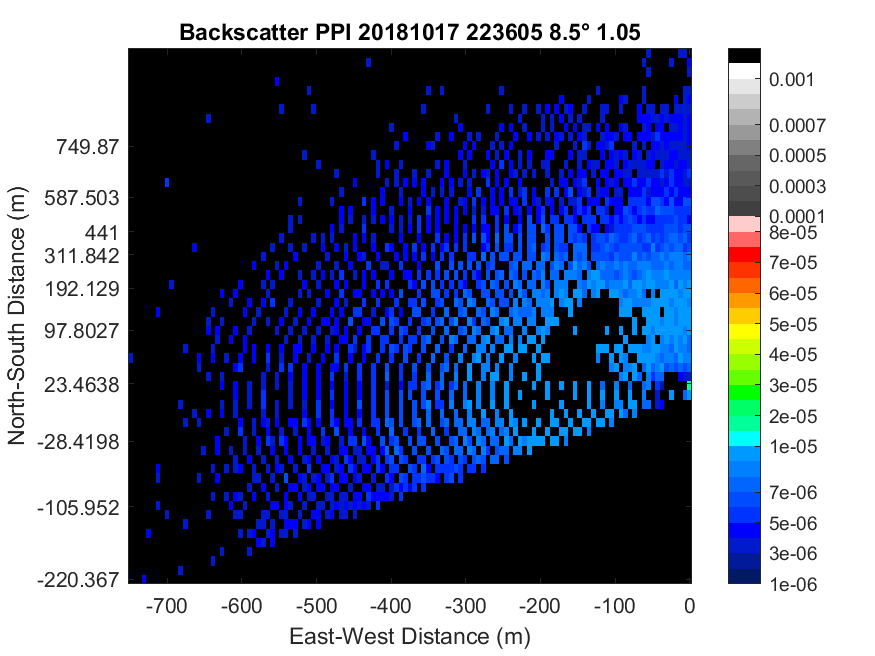 Backscatter PPI 20181017 223605 8.5° 1.05
North-South Distance (m)
749.87
587.503
441
311.842
192.129
97.8027
23.4638
-28.4198
-105.952
-220.367
-700
-600
-500
-400
-300
-200
-100
0
East-West Distance (m)
0.001
0.0007
0.0005
0.0003
0.0001
8e-05
7e-05
6e-05
5e-05
4e-05
3e-05
2e-05
1e-05
7e-06
5e-06
3e-06
1e-06